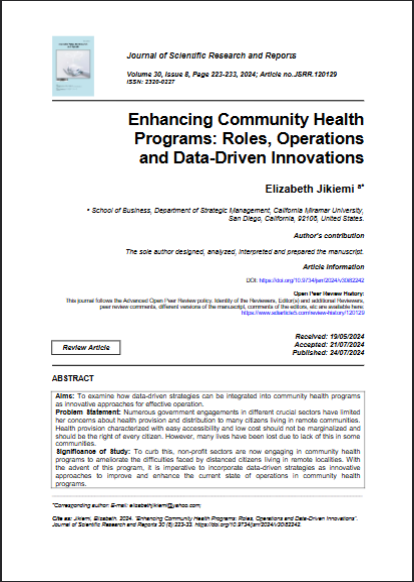 Journal of Scientific Research and Reports
Volume 30, Issue 8, Page 223-233, 2024; Article no.JSRR.120129
ISSN: 2320-0227
Enhancing Community Health
Programs: Roles, Operations
and Data-Driven Innovations
Elizabeth Jikiemi a*
a School of Business, Department of Strategic Management, California Miramar University,
San Diego, California, 92108, United States.
Author's contribution
The sole author designed, analyzed, interpreted and prepared the manuscript.
Article Information
DOI: https://doi.org/10.9734/jsrr/2024/v30i82242
Open Peer Review History:
This journal follows the Advanced Open Peer Review policy. Identity of the Reviewers, Editor(s) and additional Reviewers,
peer review comments, different versions of the manuscript, comments of the editors, etc are available here:
https://www.sdiarticle5.com/review-history/120129
Received: 19/05/2024
Accepted: 21/07/2024
Published: 24/07/2024
Review Article
ABSTRACT
Aims: To examine how data-driven strategies can be integrated into community health programs
as innovative approaches for affective operation.
Problem Statement: Numerous government engagements in different crucial sectors have limited
her concerns about health provision and distribution to many citizens living in remote communities.
Health provision characterized with easy accessibility and low cost should not be marginalized and
should be the right of every citizen. However, many lives have been lost due to lack of this in some
communities.
Significance of Study: To curb this, non-profit sectors are now engaging in community health
programs to ameliorate the difficulties faced by distanced citizens living in remote localities. With
the advent of this program, it is imperative to incorporate data-driven strategies as innovative
approaches to improve and enhance the current state of operations in community health
programs.
*Corresponding author: E-mail: elizabethjikiemi@yahoo.com;
Cite as: Jikiemi, Elizabeth. 2024. "Enhancing Community Health Programs: Roles, Operations and Data-Driven Innovations".
Journal of Scientific Research and Reports 30 (8):223-33. https://doi.org/10.9734/jsrr/2024/v30i82242.